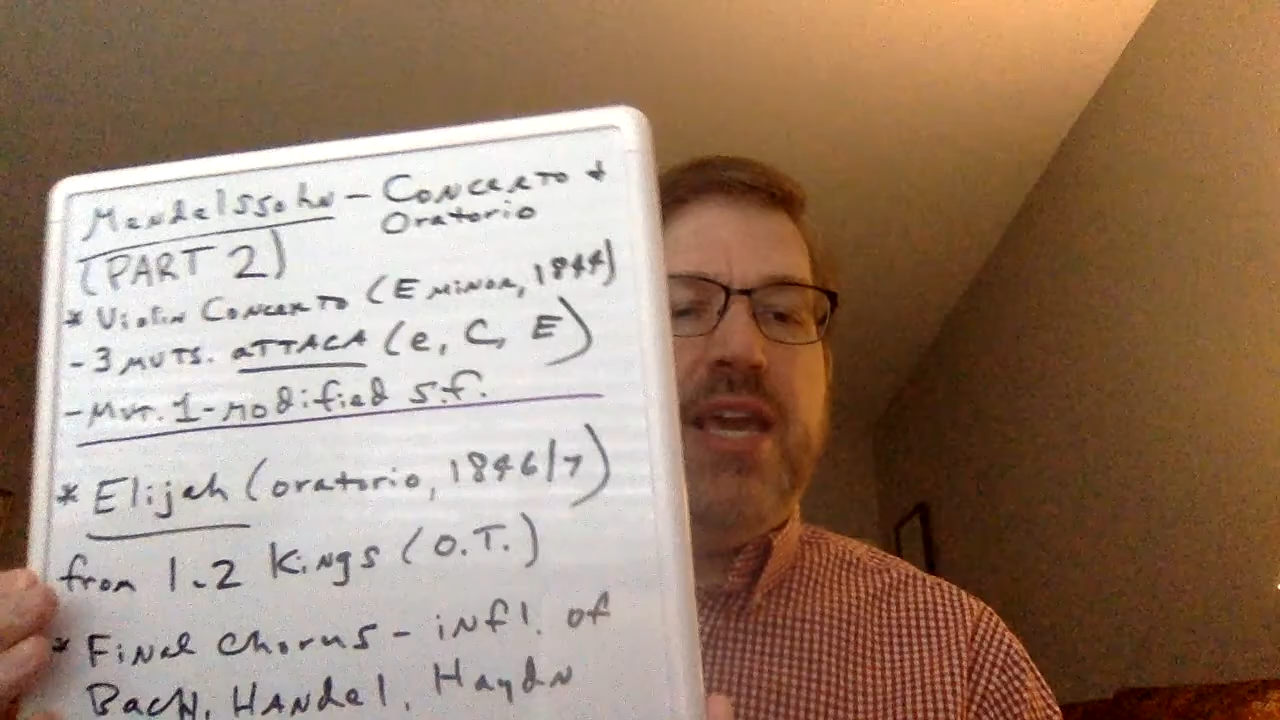 Mendelssohn - Concerto +
Oratorio
(PART 2)
* Violin Concerto (E minor, 1844)
- 3 MVTS. ATTACA (e, C, E)
- MVT. 1 - modified s.f.
* Elijah (oratorio, 1846/7)
from 1.2 Kings (O.T.)
* Final Chorus - infl. of
Bach, Handel, Haydn